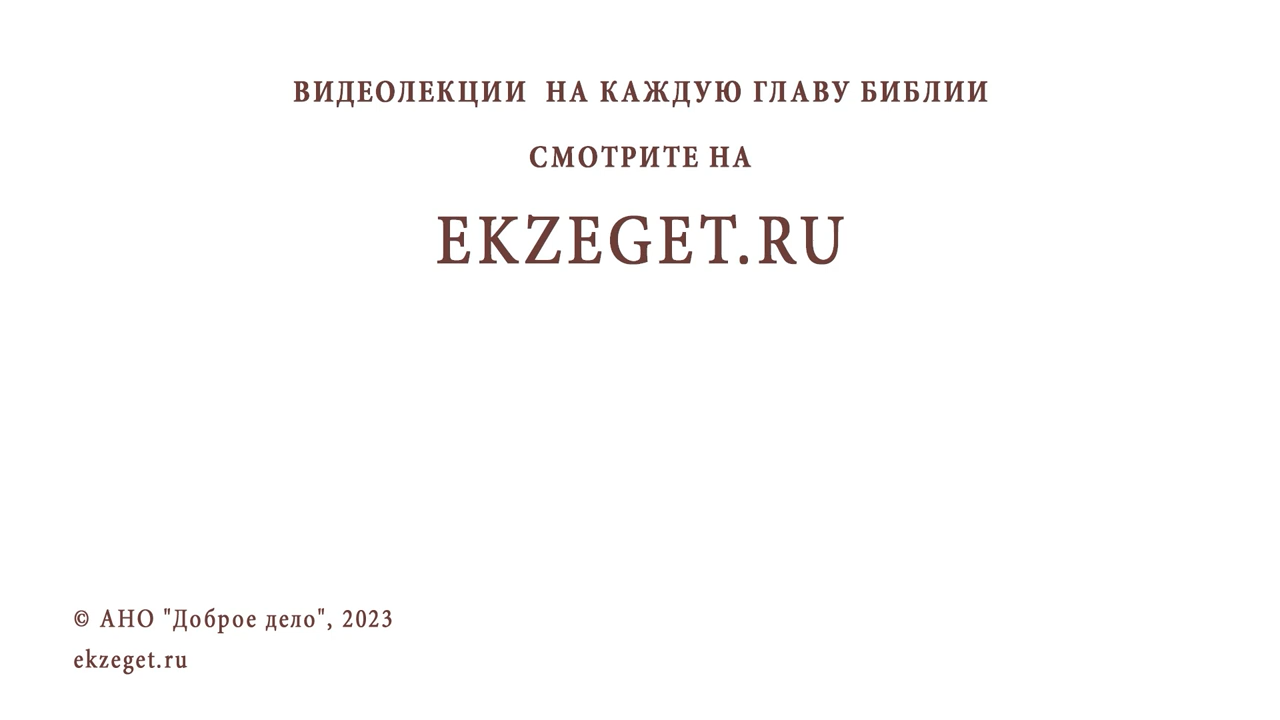 ВИДЕОЛЕКЦИИ  НА КАЖДУЮ ГЛАВУ БИБЛИИ
СМОТРИТЕ НА
EKZEGET.RU
© АНО "Доброе дело", 2023
ekzeget.ru